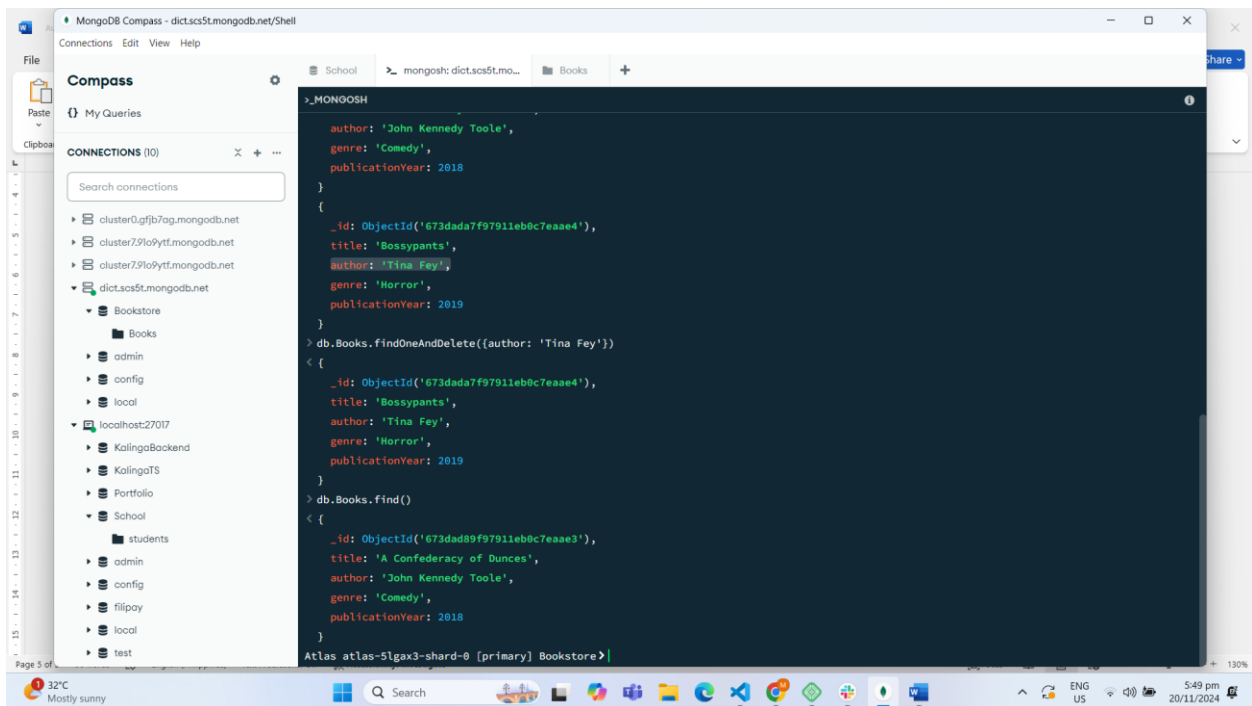 MongoDB Compass - dict.scs5t.mongodb.net/Shell
Connections Edit View Help
File
Share
Paste
Clipboa
Compass
{} My Queries
CONNECTIONS (10)
Search connections
cluster0.gfjb7ag.mongodb.net
cluster7.91o9ytf.mongodb.net
cluster7.91o9ytf.mongodb.net
dict.scs5t.mongodb.net
Bookstore
Books
admin
config
local
localhost:27017
KalingaBackend
KalingaTS
Portfolio
School
students
admin
config
filipay
local
test
School
>_ mongosh: dict.scs5t.mo...
Books
+
>_MONGOSH
author: 'John Kennedy Toole',
genre: 'Comedy',
publicationYear: 2018
}
{
_id: ObjectId('673dada7f97911eb0c7eaae4'),
title: 'Bossypants',
author: 'Tina Fey',
genre: 'Horror',
publicationYear: 2019
}
> db.Books.findOneAndDelete({author: 'Tina Fey'})
< {
_id: ObjectId('673dada7f97911eb0c7eaae4'),
title: 'Bossypants',
author: 'Tina Fey',
genre: 'Horror',
publicationYear: 2019
}
> db.Books.find()
< {
_id: ObjectId('673dad89f97911eb0c7eaae3'),
title: 'A Confederacy of Dunces',
author: 'John Kennedy Toole',
genre: 'Comedy',
publicationYear: 2018
}
Atlas atlas-5lgax3-shard-0 [primary] Bookstore>
Page 5 of
130%
1
32°C
Mostly sunny
Search
ENG
US
5:49 pm
20/11/2024